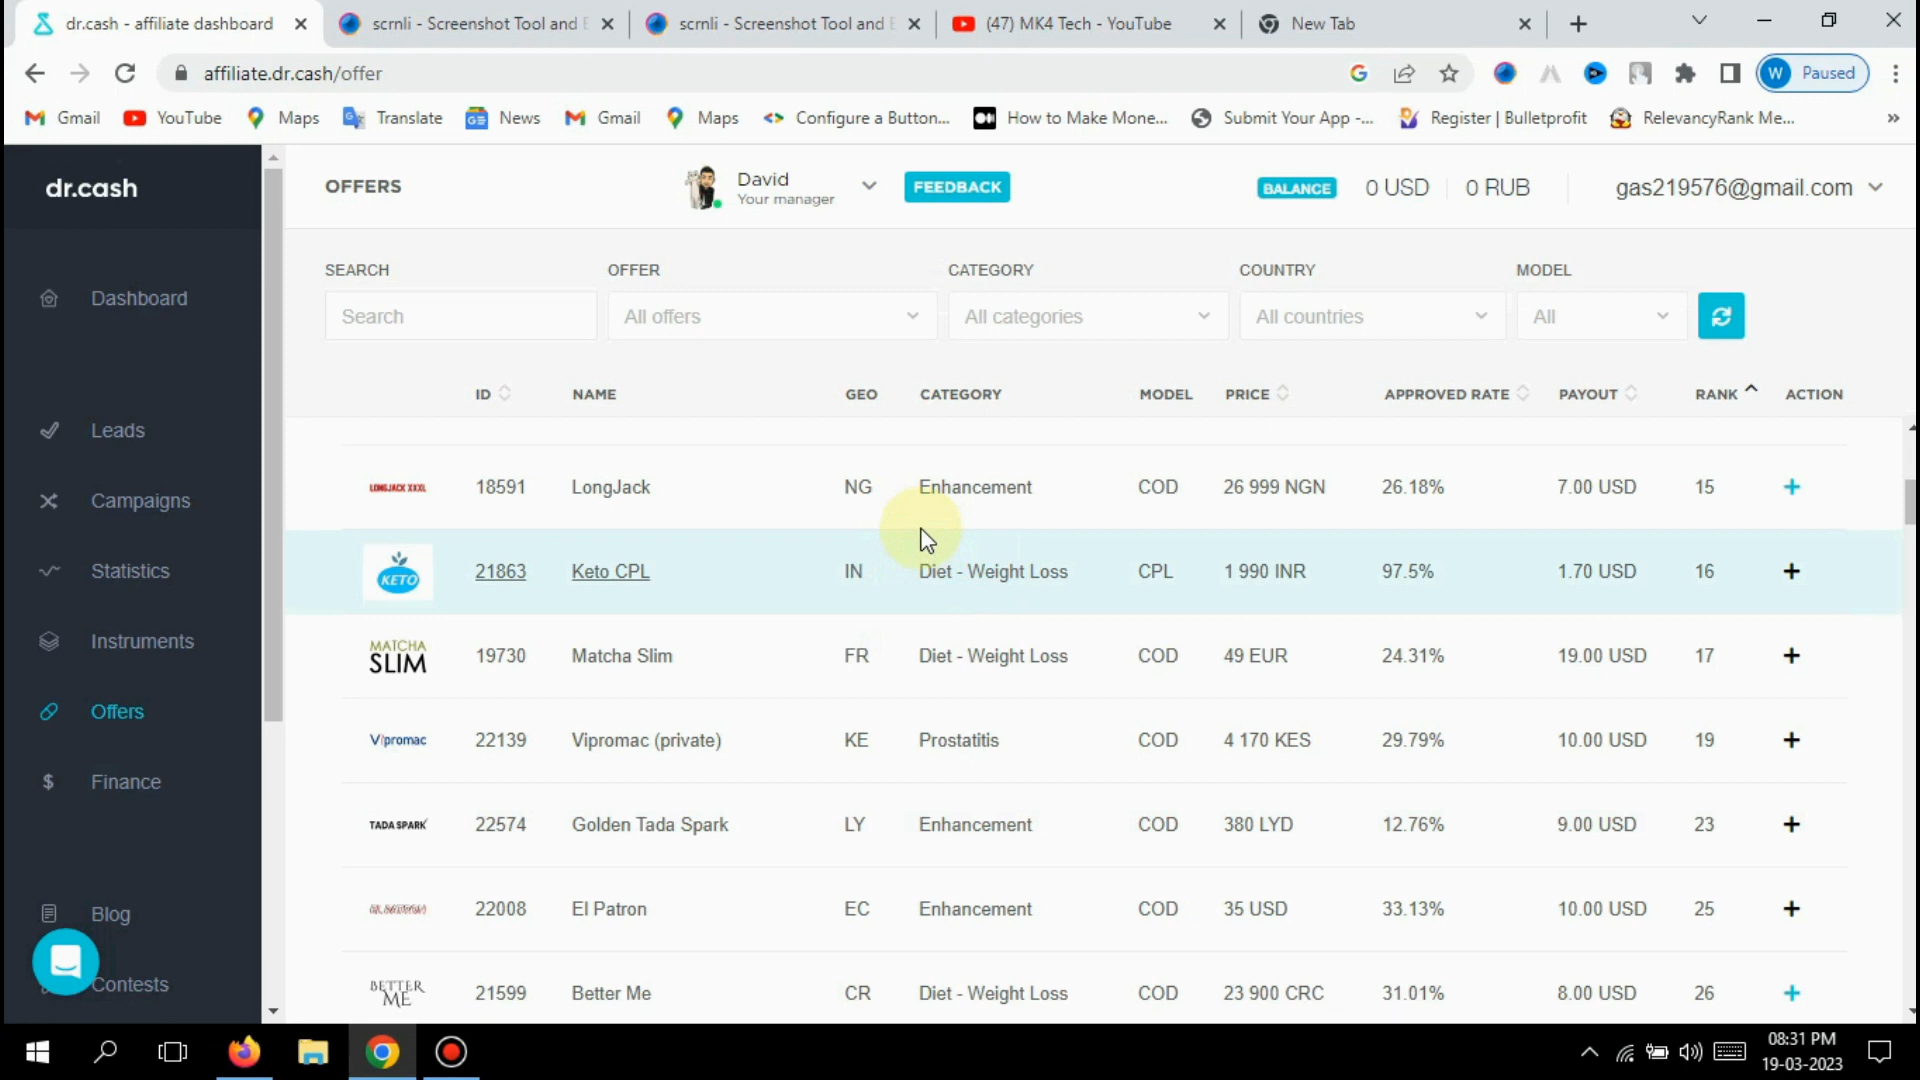 dr.cash - affiliate dashboard
scrnli - Screenshot Tool and E
scrnli - Screenshot Tool and E
(47) MK4 Tech - YouTube
New Tab
affiliate.dr.cash/offer
W Paused
Gmail
YouTube
Maps
Translate
News
Gmail
Maps
Configure a Button...
How to Make Mone...
Submit Your App -...
Register | Bulletprofit
RelevancyRank Me...
»
dr.cash
Dashboard
Leads
Campaigns
Statistics
Instruments
Offers
Finance
Blog
Contests
OFFERS
David
Your manager
FEEDBACK
BALANCE 0 USD 0 RUB
gas219576@gmail.com
SEARCH OFFER CATEGORY COUNTRY MODEL
Search All offers All categories All countries All
ID NAME GEO CATEGORY MODEL PRICE APPROVED RATE PAYOUT RANK ACTION
LONGJACK XXXL 18591 LongJack NG Enhancement COD 26 999 NGN 26.18% 7.00 USD 15 +
KETO 21863 Keto CPL IN Diet - Weight Loss CPL 1 990 INR 97.5% 1.70 USD 16 +
MATCHA
SLIM 19730 Matcha Slim FR Diet - Weight Loss COD 49 EUR 24.31% 19.00 USD 17 +
Vipromac 22139 Vipromac (private) KE Prostatitis COD 4 170 KES 29.79% 10.00 USD 19 +
TADA SPARK 22574 Golden Tada Spark LY Enhancement COD 380 LYD 12.76% 9.00 USD 23 +
22008 El Patron EC Enhancement COD 35 USD 33.13% 10.00 USD 25 +
BETTER
ME 21599 Better Me CR Diet - Weight Loss COD 23 900 CRC 31.01% 8.00 USD 26 +
08:31 PM
19-03-2023